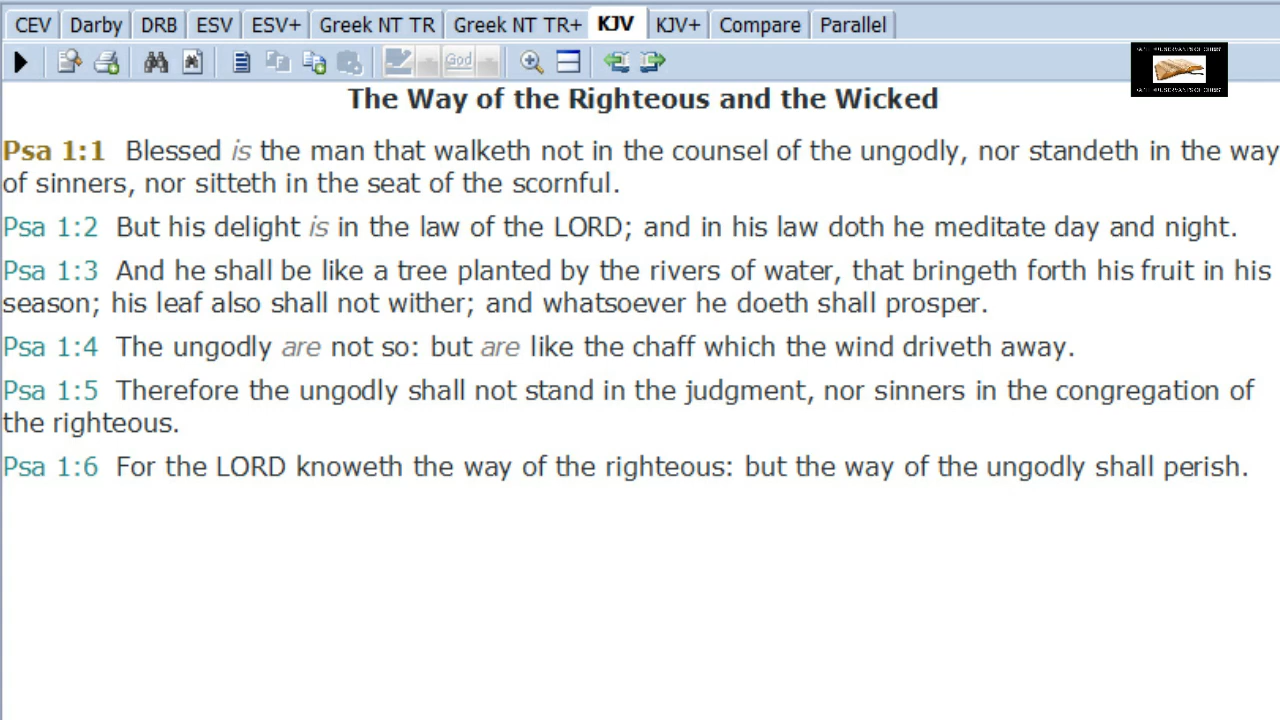 CEV Darby DRB ESV ESV+ Greek NT TR Greek NT TR+ KJV KJV+ Compare Parallel
God
The Way of the Righteous and the Wicked
Psa 1:1 Blessed is the man that walketh not in the counsel of the ungodly, nor standeth in the way
of sinners, nor sitteth in the seat of the scornful.
Psa 1:2 But his delight is in the law of the LORD; and in his law doth he meditate day and night.
Psa 1:3 And he shall be like a tree planted by the rivers of water, that bringeth forth his fruit in his
season; his leaf also shall not wither; and whatsoever he doeth shall prosper.
Psa 1:4 The ungodly are not so: but are like the chaff which the wind driveth away.
Psa 1:5 Therefore the ungodly shall not stand in the judgment, nor sinners in the congregation of
the righteous.
Psa 1:6 For the LORD knoweth the way of the righteous: but the way of the ungodly shall perish.